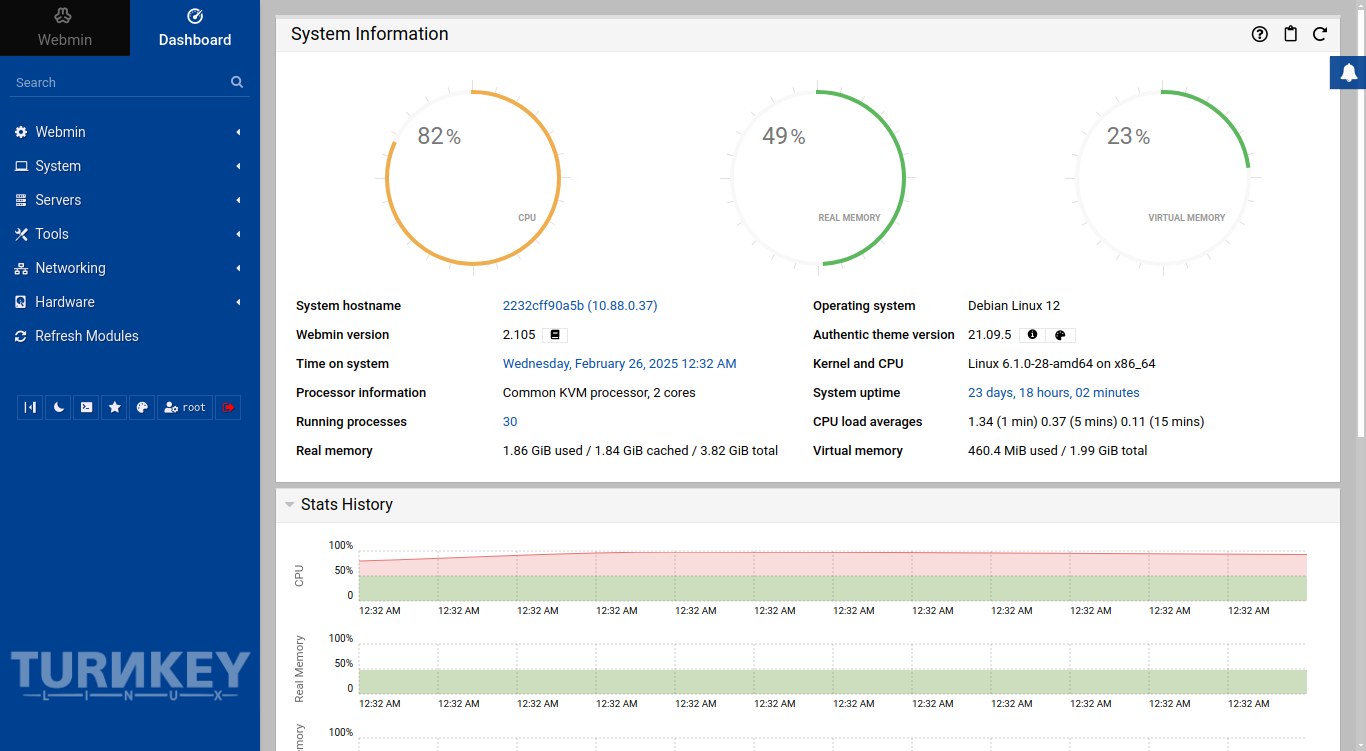 Webmin
Dashboard
Search
Webmin
System
Servers
Tools
Networking
Hardware
Refresh Modules
root
TURNKEY
LINUX
System Information
82%
CPU
49%
REAL MEMORY
23%
VIRTUAL MEMORY
System hostname 2232cff90a5b (10.88.0.37) Operating system Debian Linux 12
Webmin version 2.105 Authentic theme version 21.09.5
Time on system Wednesday, February 26, 2025 12:32 AM Kernel and CPU Linux 6.1.0-28-amd64 on x86_64
Processor information Common KVM processor, 2 cores System uptime 23 days, 18 hours, 02 minutes
Running processes 30 CPU load averages 1.34 (1 min) 0.37 (5 mins) 0.11 (15 mins)
Real memory 1.86 GiB used / 1.84 GiB cached / 3.82 GiB total Virtual memory 460.4 MiB used / 1.99 GiB total
Stats History
CPU
100%
50%
0
12:32 AM 12:32 AM 12:32 AM 12:32 AM 12:32 AM 12:32 AM 12:32 AM 12:32 AM 12:32 AM 12:32 AM 12:32 AM 12:32 AM
Real Memory
100%
50%
0
12:32 AM 12:32 AM 12:32 AM 12:32 AM 12:32 AM 12:32 AM 12:32 AM 12:32 AM 12:32 AM 12:32 AM 12:32 AM 12:32 AM
100%